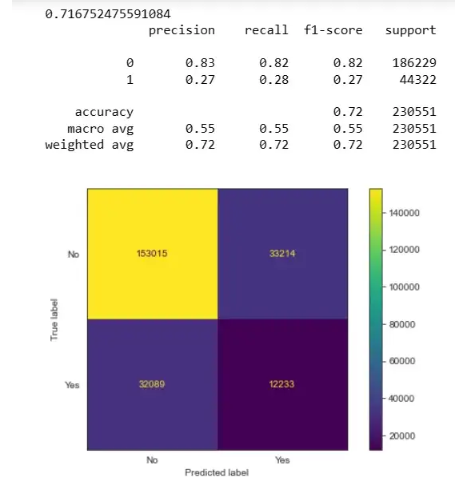 0.716752475591084
precision recall f1-score support
0 0.83 0.82 0.82 186229
1 0.27 0.28 0.27 44322
accuracy 0.72 230551
macro avg 0.55 0.55 0.55 230551
weighted avg 0.72 0.72 0.72 230551
140000
No 153015 33214
120000
100000
True label
80000
60000
Yes 32089 12233
40000
20000
No Yes
Predicted label